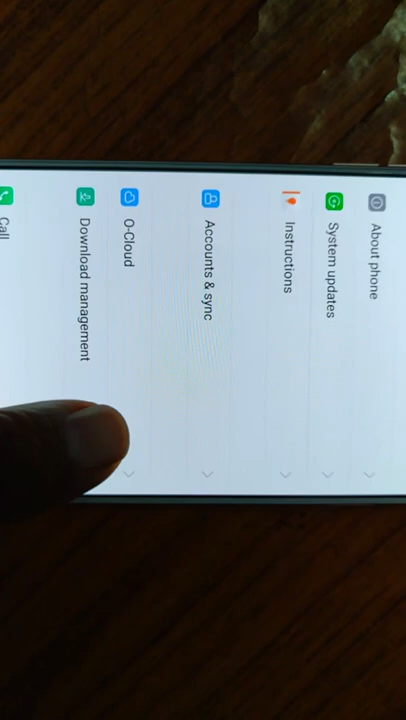 About phone
System updates
Instructions
Accounts & sync
O-Cloud
Download management
Call